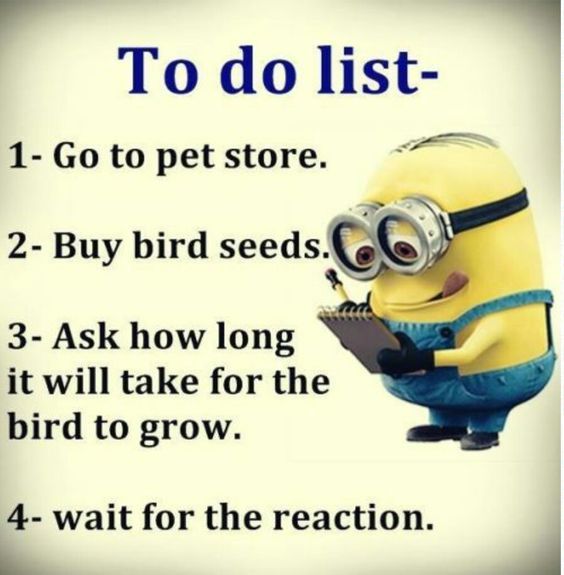 To do list-
1- Go to pet store.
2- Buy bird seeds.
3- Ask how long
it will take for the
bird to grow.
4- wait for the reaction.